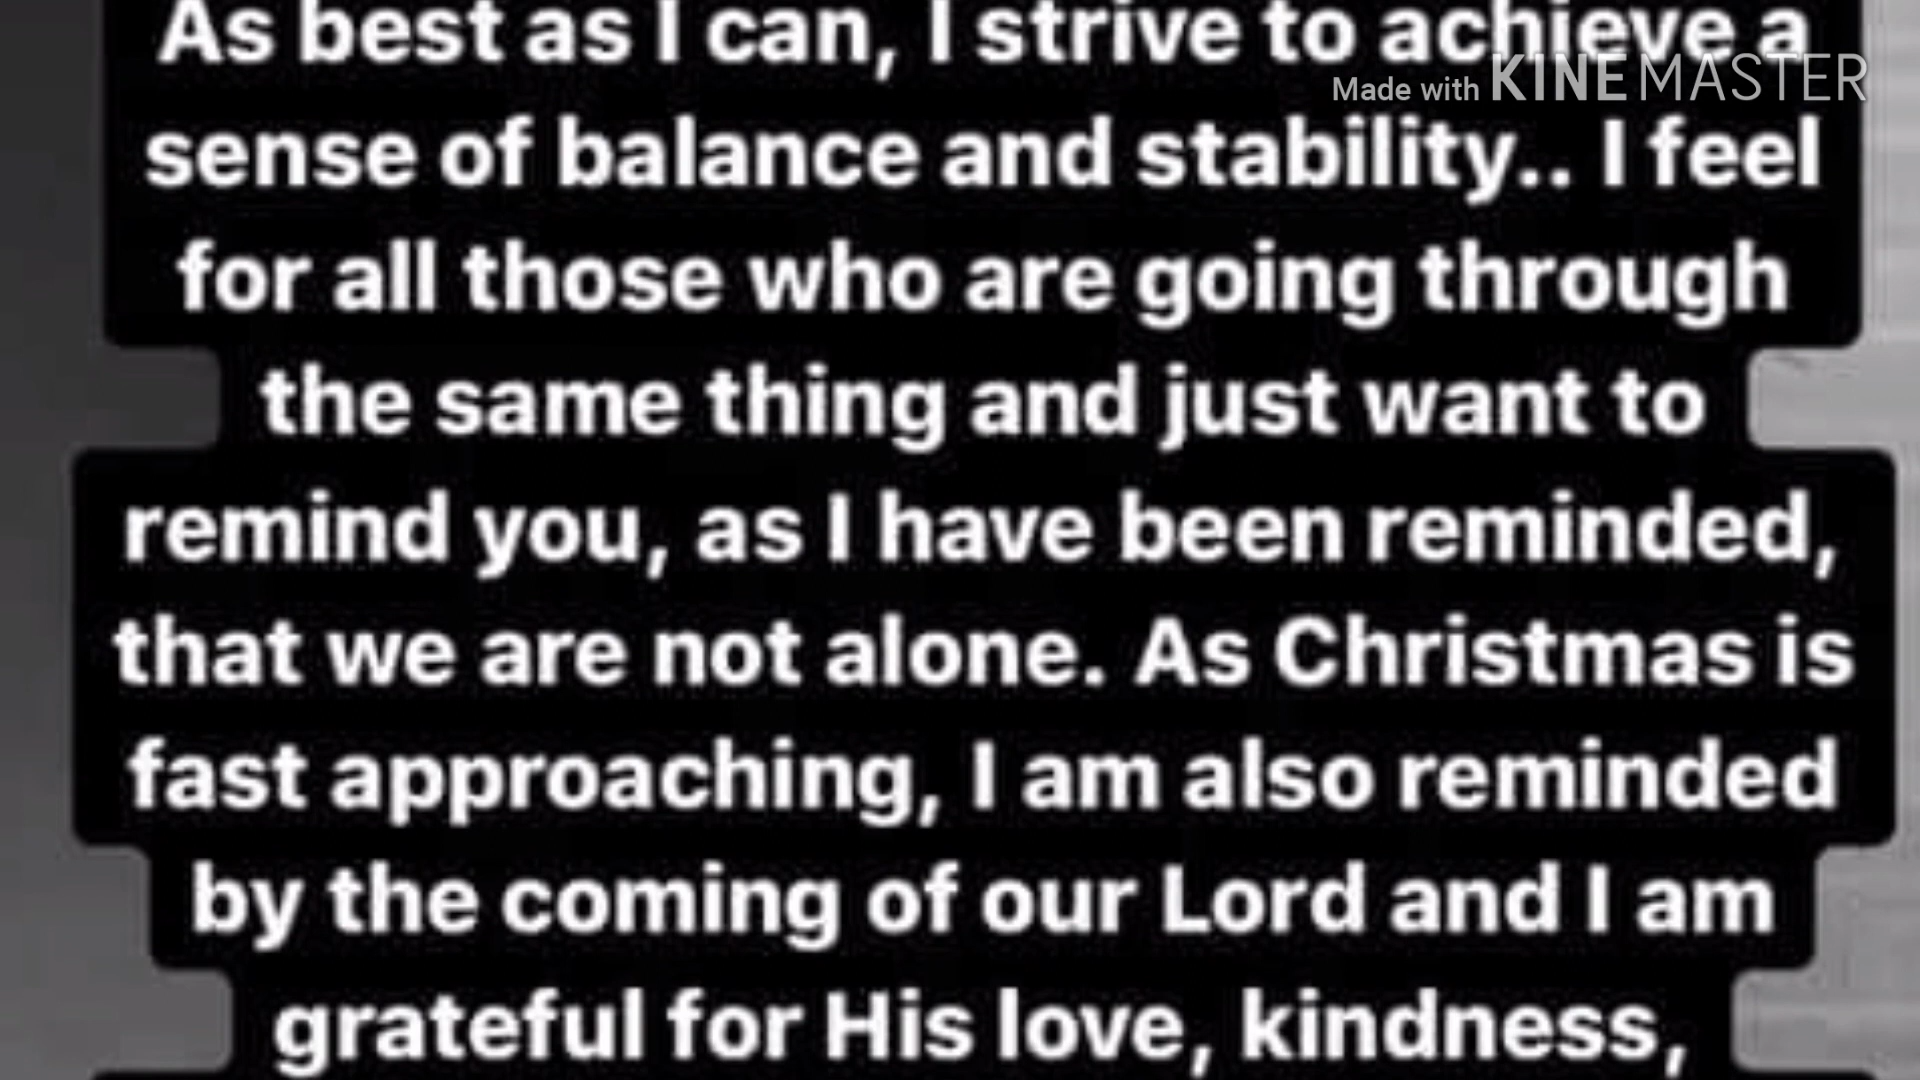 As best as I can, I strive to achieve a
Made with KINEMASTER
sense of balance and stability.. I feel
for all those who are going through
the same thing and just want to
remind you, as I have been reminded,
that we are not alone. As Christmas is
fast approaching, I am also reminded
by the coming of our Lord and I am
grateful for His love, kindness,